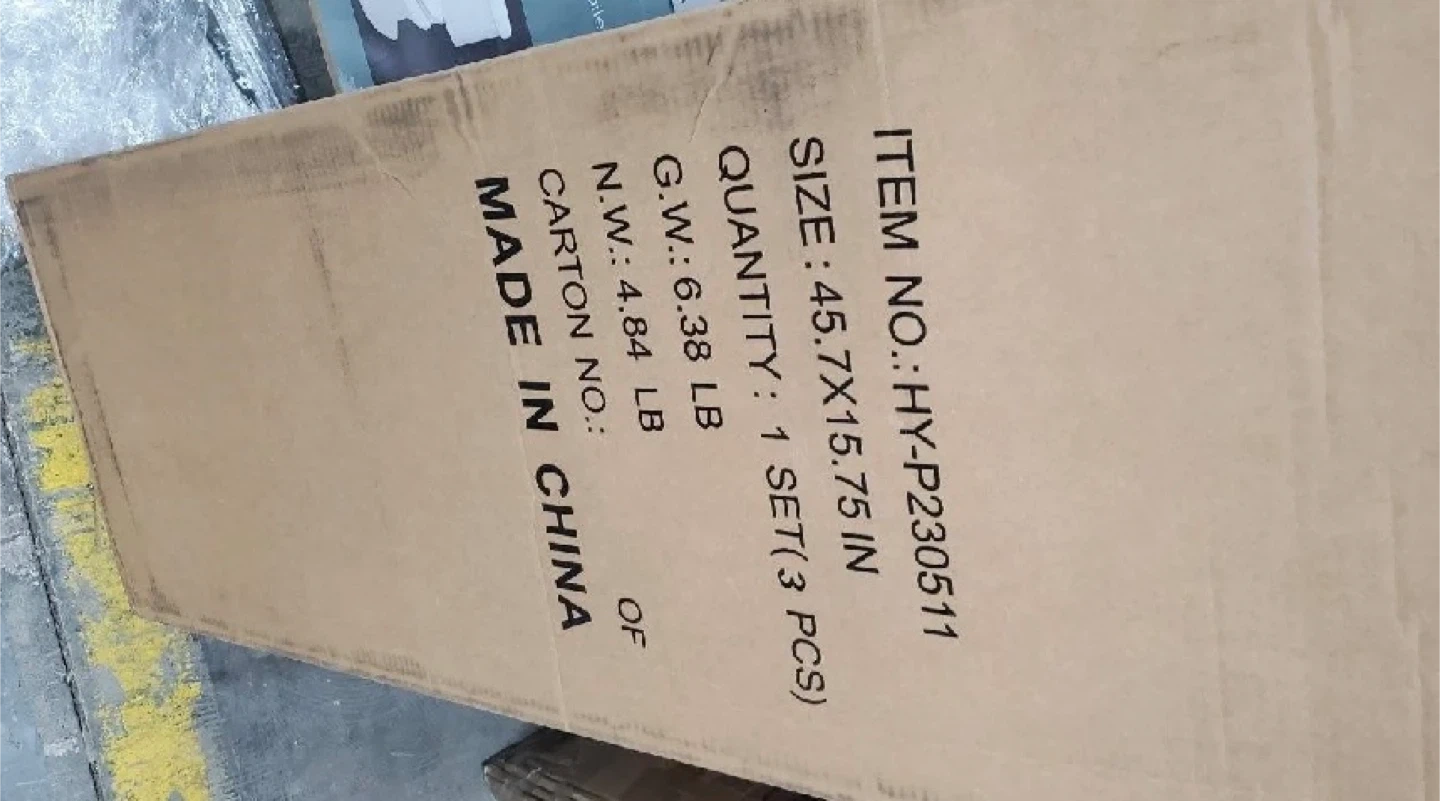 ITEM NO.:HY-P230511
SIZE : 45.7X15.75 IN
QUANTITY : 1 SET(3 PCS)
G.W.: 6.38 LB
N.W.: 4.84 LB
CARTON NO.: OF
MADE IN CHINA